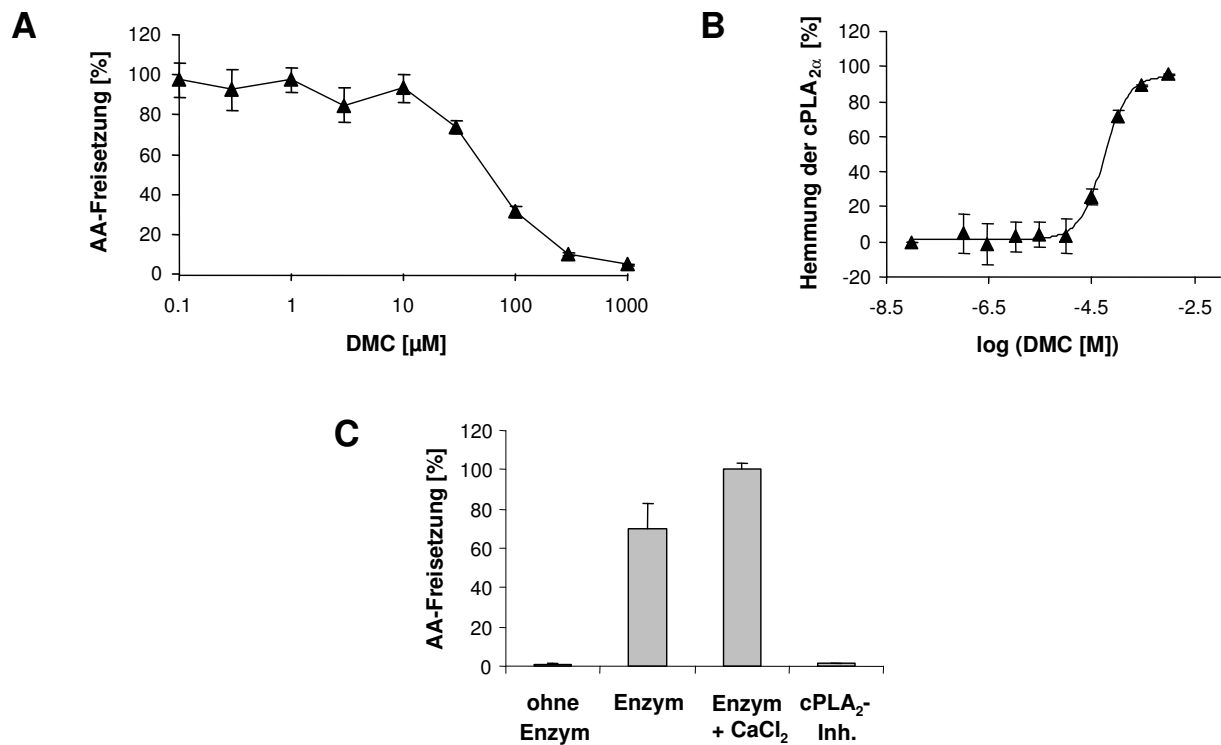 A
AA-Freisetzung [%]
120
100
80
60
40
20
0
0.1
1
10
100
1000
DMC [µM]
B
Hemmung der cPLA2α [%]
120
100
80
60
40
20
0
-20
-8.5
-6.5
-4.5
-2.5
log (DMC [M])
C
AA-Freisetzung [%]
120
100
80
60
40
20
0
ohne
Enzym
Enzym
Enzym
+ CaCl2
cPLA2-
Inh.